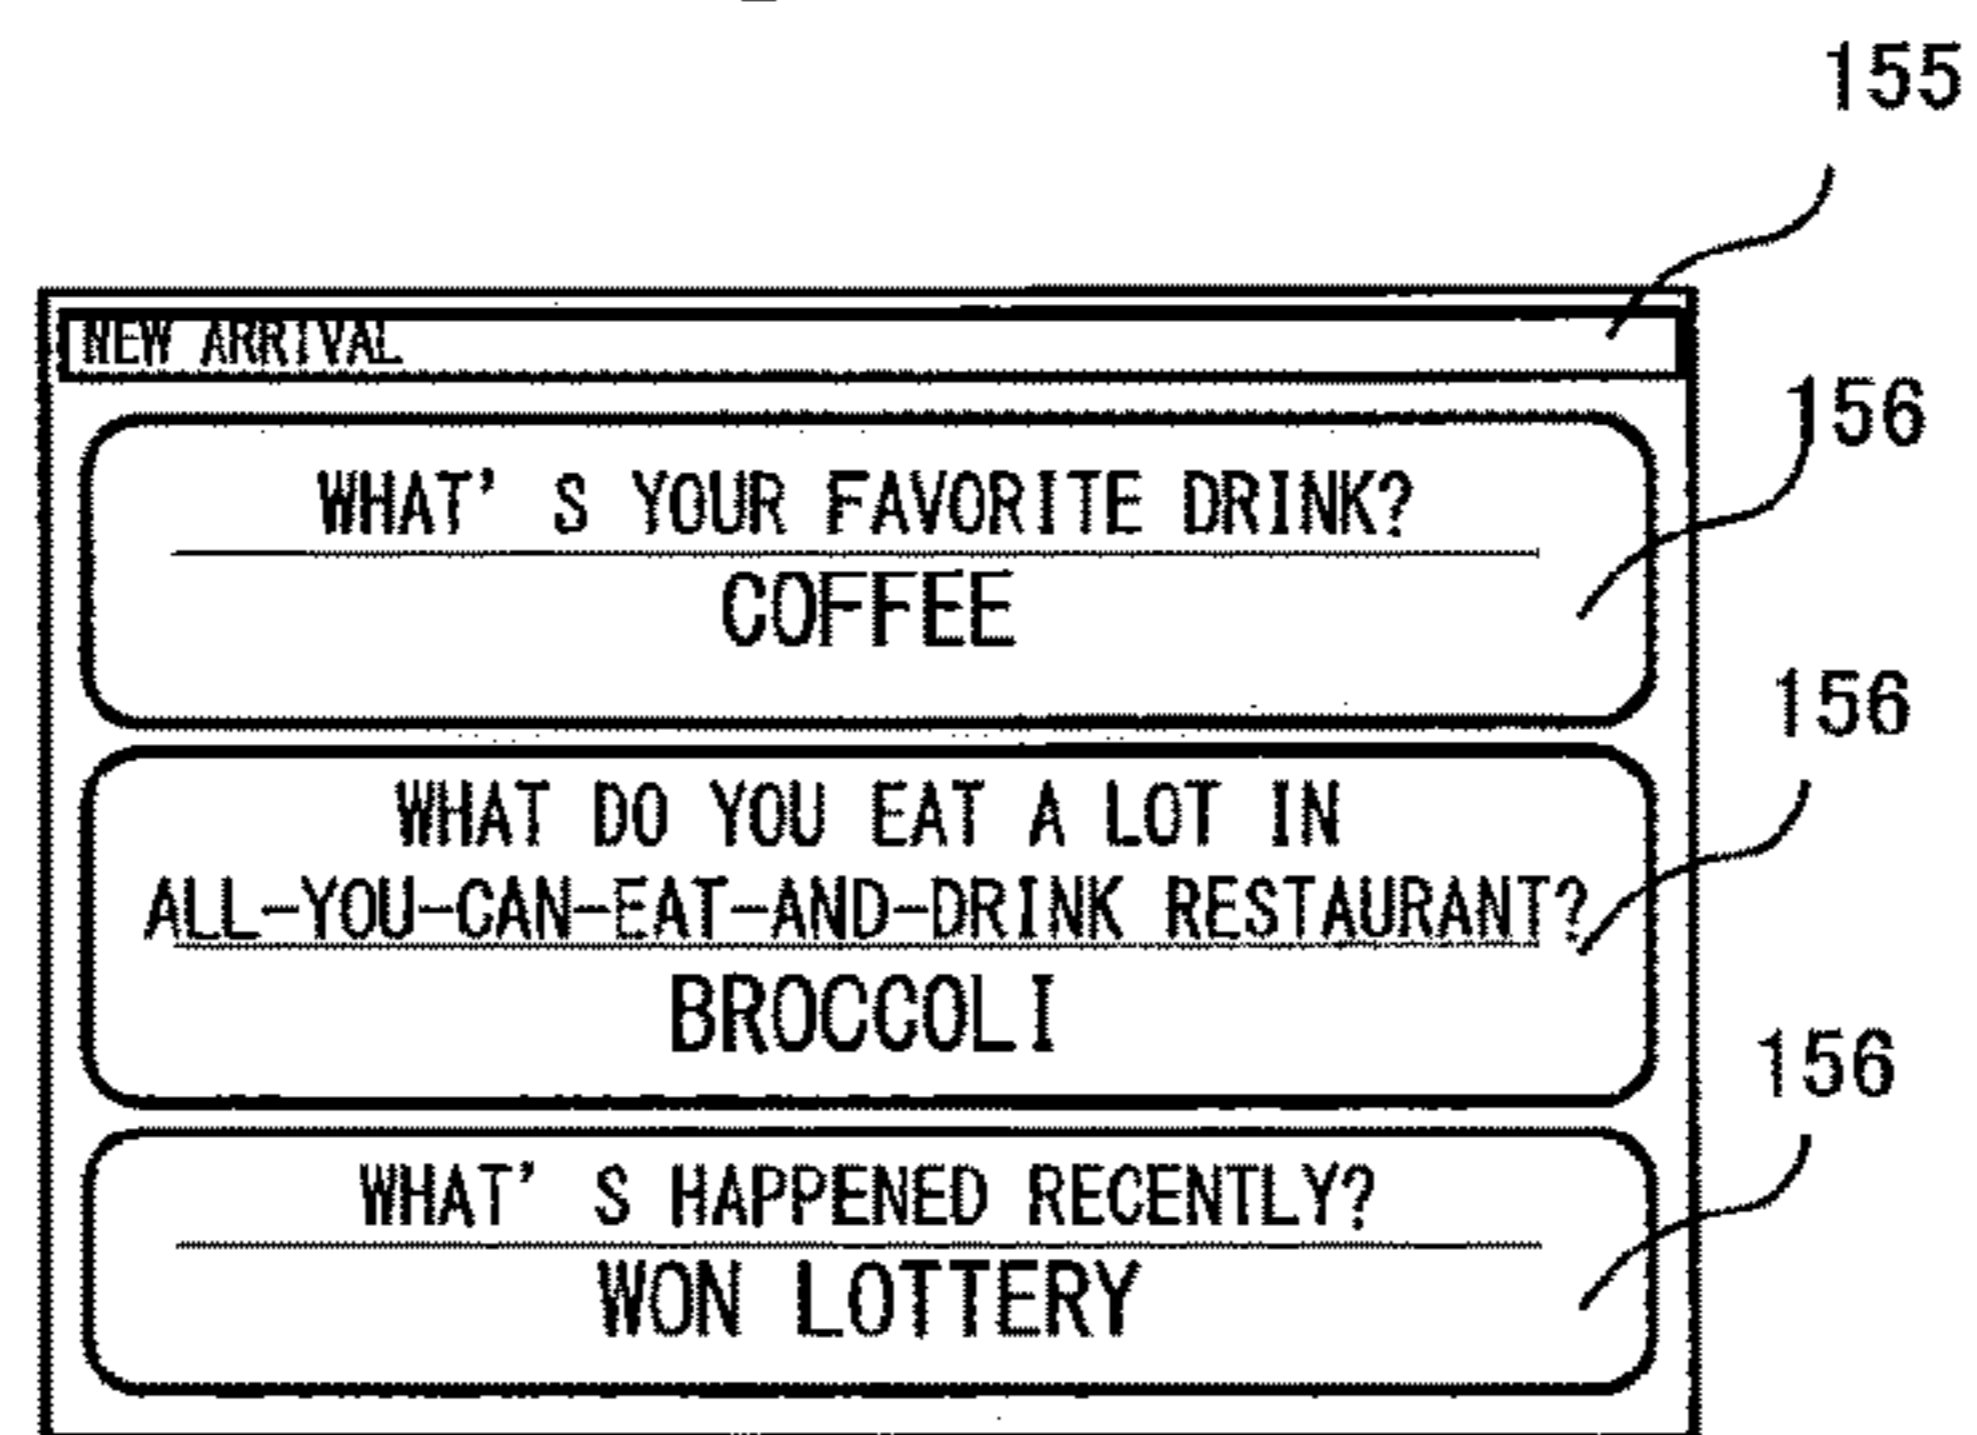 155
NEW ARRIVAL
156
WHAT'S YOUR FAVORITE DRINK?
COFFEE
156
WHAT DO YOU EAT A LOT IN
ALL-YOU-CAN-EAT-AND-DRINK RESTAURANT?
BROCCOLI
156
WHAT'S HAPPENED RECENTLY?
WON LOTTERY